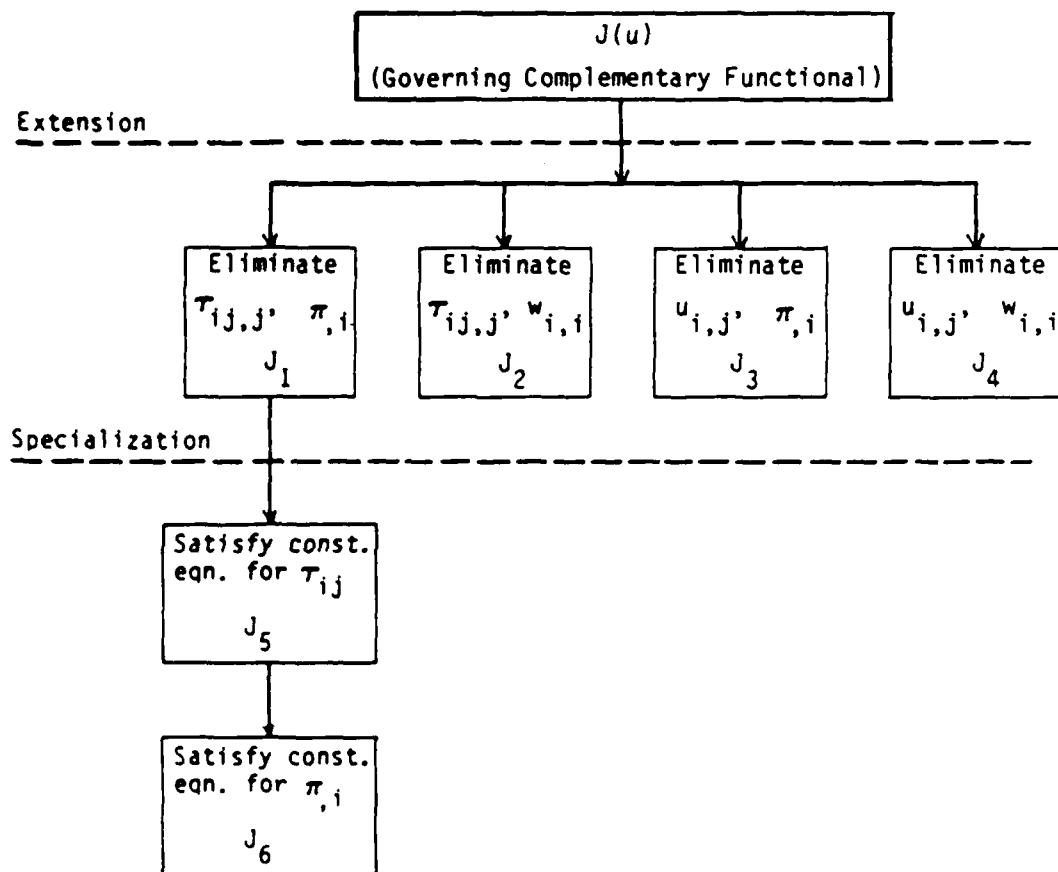 J(u)
(Governing Complementary Functional)
Extension
Eliminate
τij,j, π,i
J1
Eliminate
τij,j, wi,i
J2
Eliminate
ui,j, π,i
J3
Eliminate
ui,j, wi,i
J4
Specialization
Satisfy const.
eqn. for τij
J5
Satisfy const.
eqn. for π,i
J6